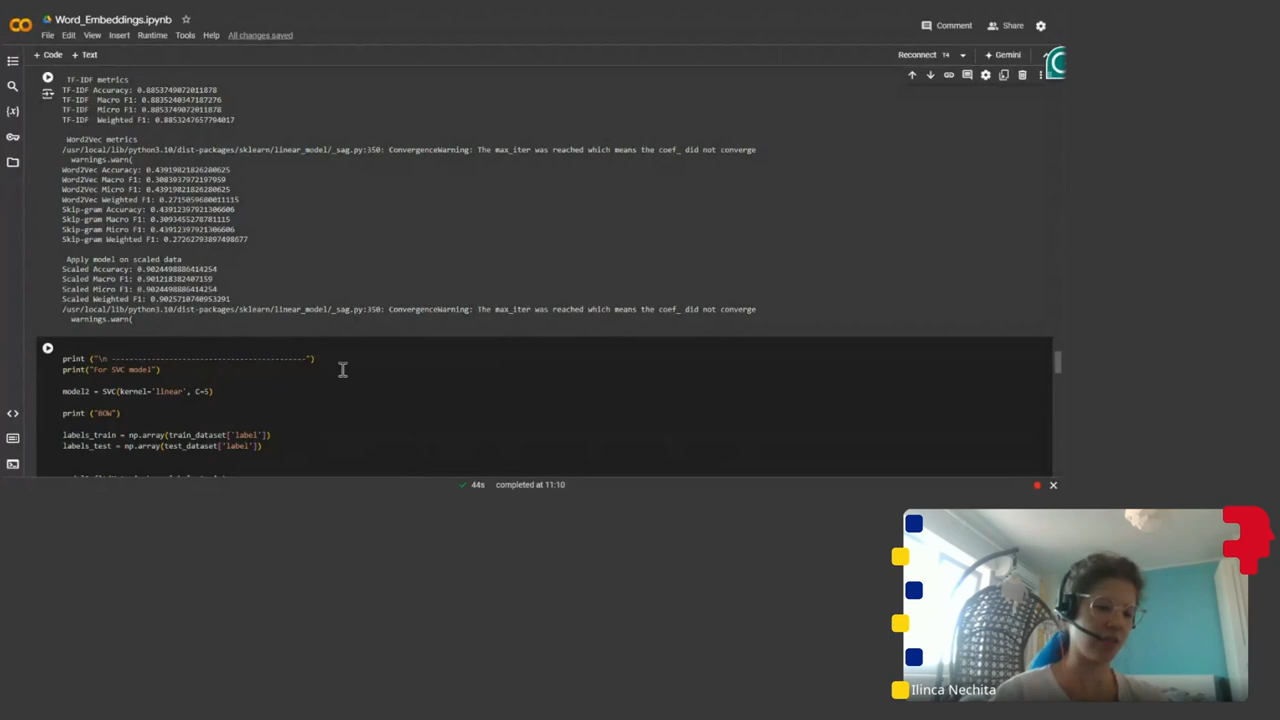 Word_Embeddings.ipynb
Comment
Share
File Edit View Insert Runtime Tools Help All changes saved
+ Code + Text
Reconnect T4
Gemini
TF-IDF metrics
TF-IDF Accuracy: 0.8853749072011878
TF-IDF Macro F1: 0.8835240347187276
TF-IDF Micro F1: 0.8853749072011878
TF-IDF Weighted F1: 0.8853247657794017
Word2Vec metrics
/usr/local/lib/python3.10/dist-packages/sklearn/linear_model/_sag.py:350: ConvergenceWarning: The max_iter was reached which means the coef_ did not converge
warnings.warn(
Word2Vec Accuracy: 0.43919821826280625
Word2Vec Macro F1: 0.3083937972197959
Word2Vec Micro F1: 0.43919821826280625
Word2Vec Weighted F1: 0.2715059680011115
Skip-gram Accuracy: 0.43912397921306606
Skip-gram Macro F1: 0.3093455278781115
Skip-gram Micro F1: 0.43912397921306606
Skip-gram Weighted F1: 0.27262793897498677
Apply model on scaled data
Scaled Accuracy: 0.9024498886414254
Scaled Macro F1: 0.901218382407159
Scaled Micro F1: 0.9024498886414254
Scaled Weighted F1: 0.9025710740953291
/usr/local/lib/python3.10/dist-packages/sklearn/linear_model/_sag.py:350: ConvergenceWarning: The max_iter was reached which means the coef_ did not converge
warnings.warn(
print ("\n -------------------------------------------")
print("For SVC model")
model2 = SVC(kernel='linear', C=5)
print ("BOW")
labels_train = np.array(train_dataset['label'])
labels_test = np.array(test_dataset['label'])
44s completed at 11:10
Ilinca Nechita